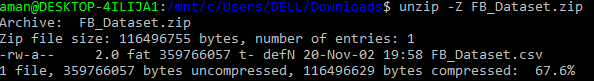 aman@DESKTOP-4ILIJA1:/mnt/c/Users/DELL/Downloads$ unzip -Z FB_Dataset.zip
Archive:  FB_Dataset.zip
Zip file size: 116496755 bytes, number of entries: 1
-rw-a--     2.0 fat 359766057 t- defN 20-Nov-02 19:58 FB_Dataset.csv
1 file, 359766057 bytes uncompressed, 116496629 bytes compressed:  67.6%